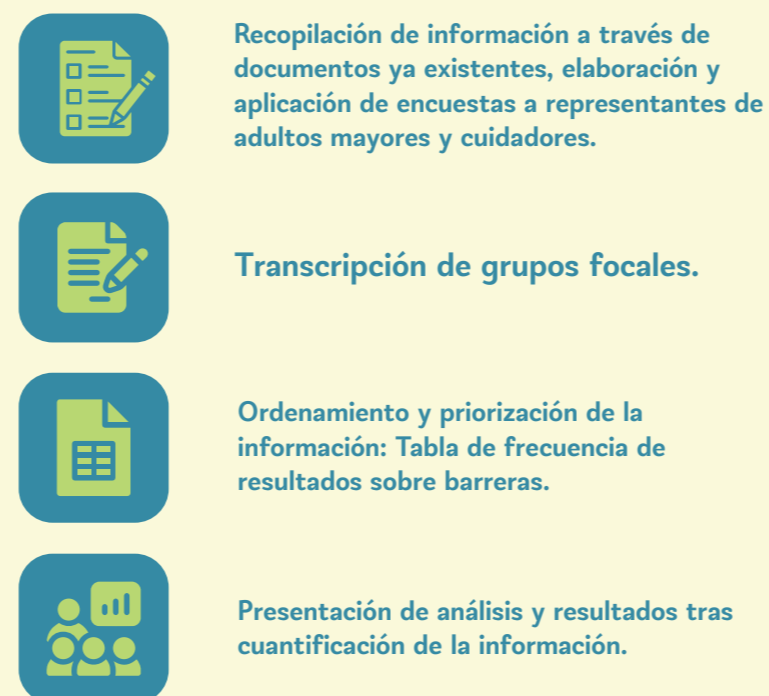 Recopilación de información a través de
documentos ya existentes, elaboración y
aplicación de encuestas a representantes de
adultos mayores y cuidadores.
Transcripción de grupos focales.
Ordenamiento y priorización de la
información: Tabla de frecuencia de
resultados sobre barreras.
Presentación de análisis y resultados tras
cuantificación de la información.